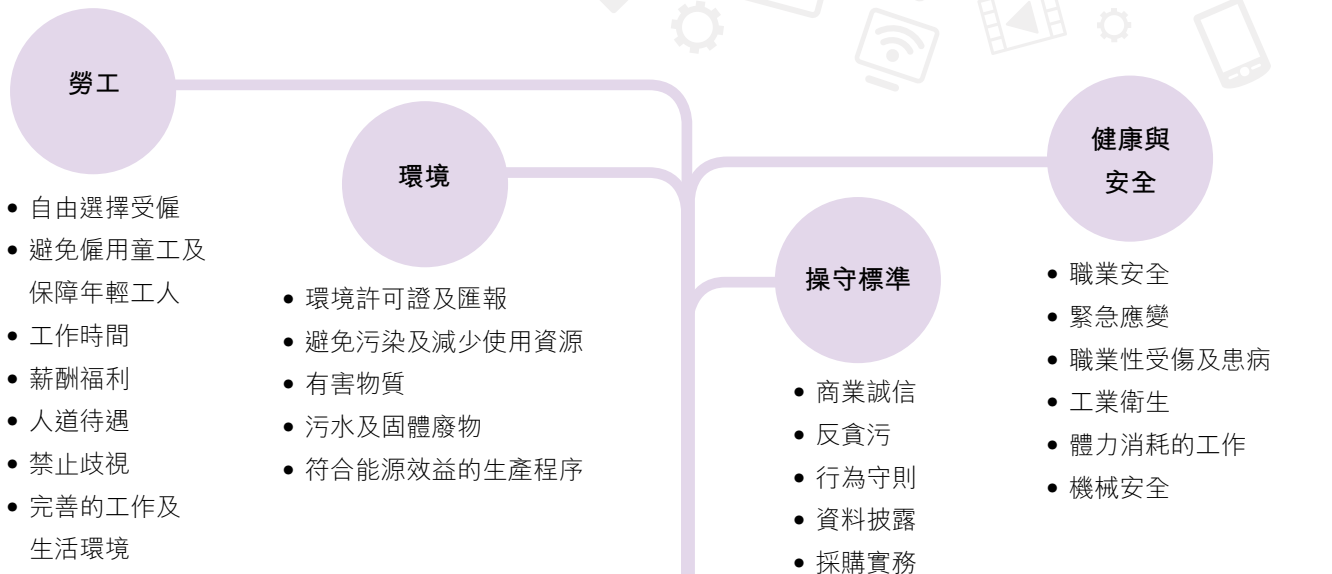 勞工
• 自由選擇受僱
• 避免僱用童工及
保障年輕工人
• 工作時間
• 薪酬福利
• 人道待遇
• 禁止歧視
• 完善的工作及
生活環境
環境
• 環境許可證及匯報
• 避免污染及減少使用資源
• 有害物質
• 污水及固體廢物
• 符合能源效益的生產程序
操守標準
• 商業誠信
• 反貪污
• 行為守則
• 資料披露
• 採購實務
健康與
安全
• 職業安全
• 緊急應變
• 職業性受傷及患病
• 工業衛生
• 體力消耗的工作
• 機械安全